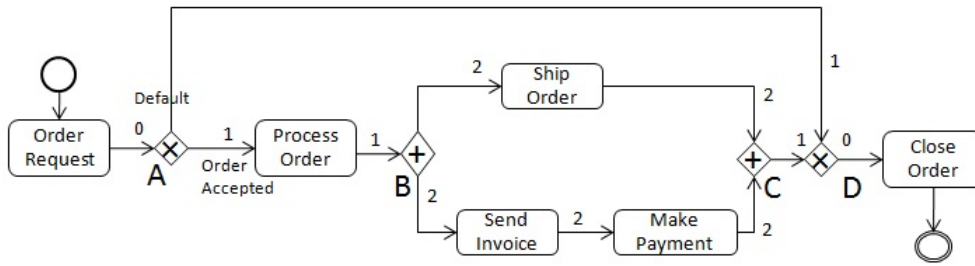 1
2
Ship
Order
2
Default
Order
Request
0
A
1
Order
Accepted
Process
Order
1
B
2
Send
Invoice
2
Make
Payment
2
C
1
D
0
Close
Order